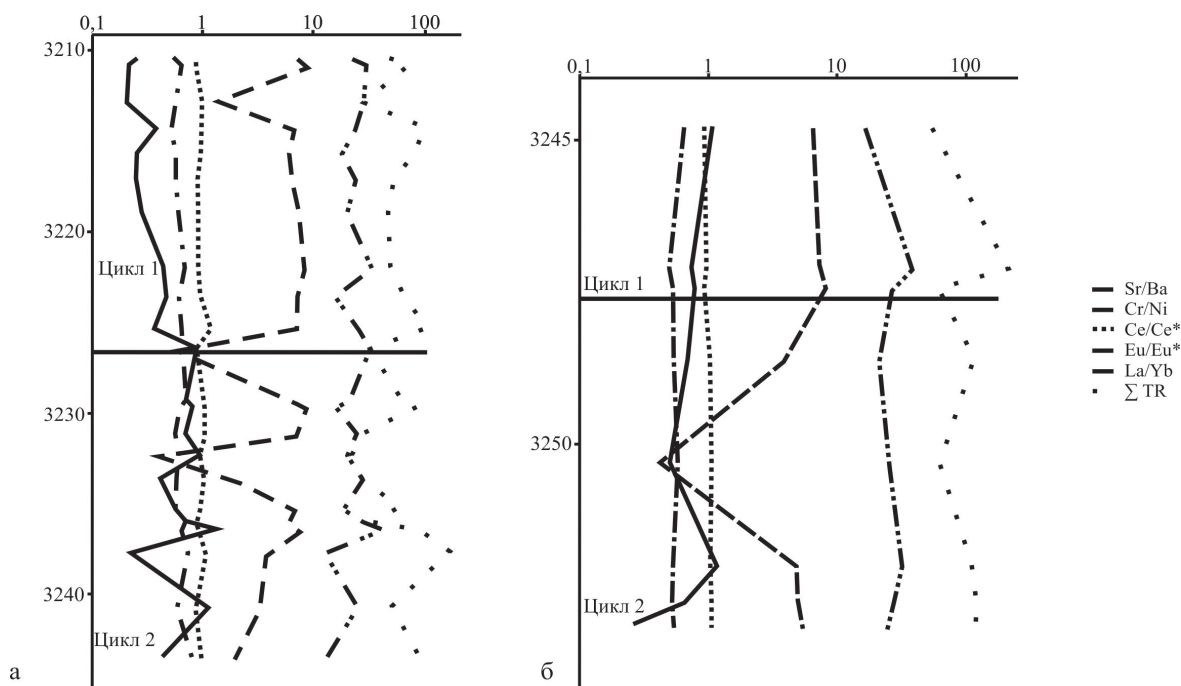 0,1 1 10 100
3210
3220
Цикл 1
3230
3240
Цикл 2
а
0,1 1 10 100
3245
Цикл 1
3250
Цикл 2
б
Sr/Ba
Cr/Ni
Ce/Ce*
Eu/Eu*
La/Yb
∑ TR